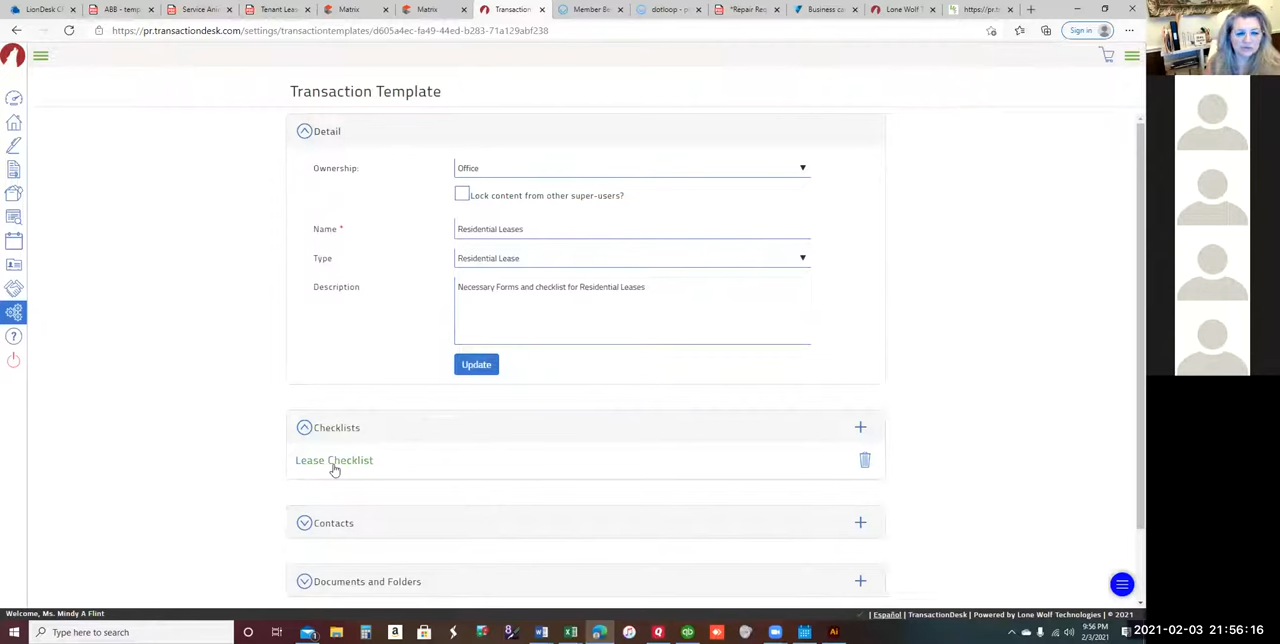 LionDesk C
ABB - temp
Service Ani
Tenant Leas
Matrix
Matrix
Transaction
Member Be
dotloop -
*Repair Req
Business ca
Lone Wolf T
https://pr.t
https://pr.transactiondesk.com/settings/transactiontemplates/d605a4ec-fa49-44ed-b283-71a129abf238
Sign in
Transaction Template
Detail
Ownership:
Office
Lock content from other super-users?
Name *
Residential Leases
Type
Residential Lease
Description
Necessary Forms and checklist for Residential Leases
Update
Checklists
Lease Checklist
Contacts
Documents and Folders
Welcome, Ms. Mindy A Flint
| Español | TransactionDesk | Powered by Lone Wolf Technologies | © 2021
Type here to search
9:56 PM
2/3/2021
2021-02-03 21:56:16